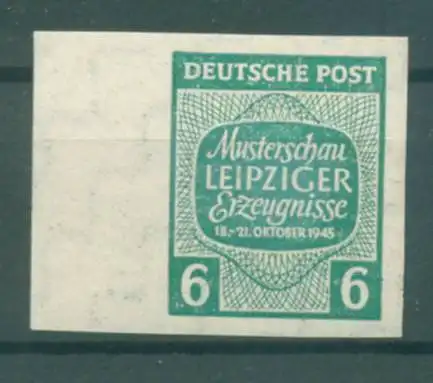 DEUTSCHE POST
Musterschau
LEIPZIGER
Erzeugnisse
18.-21. OKTOBER 1945
6 6